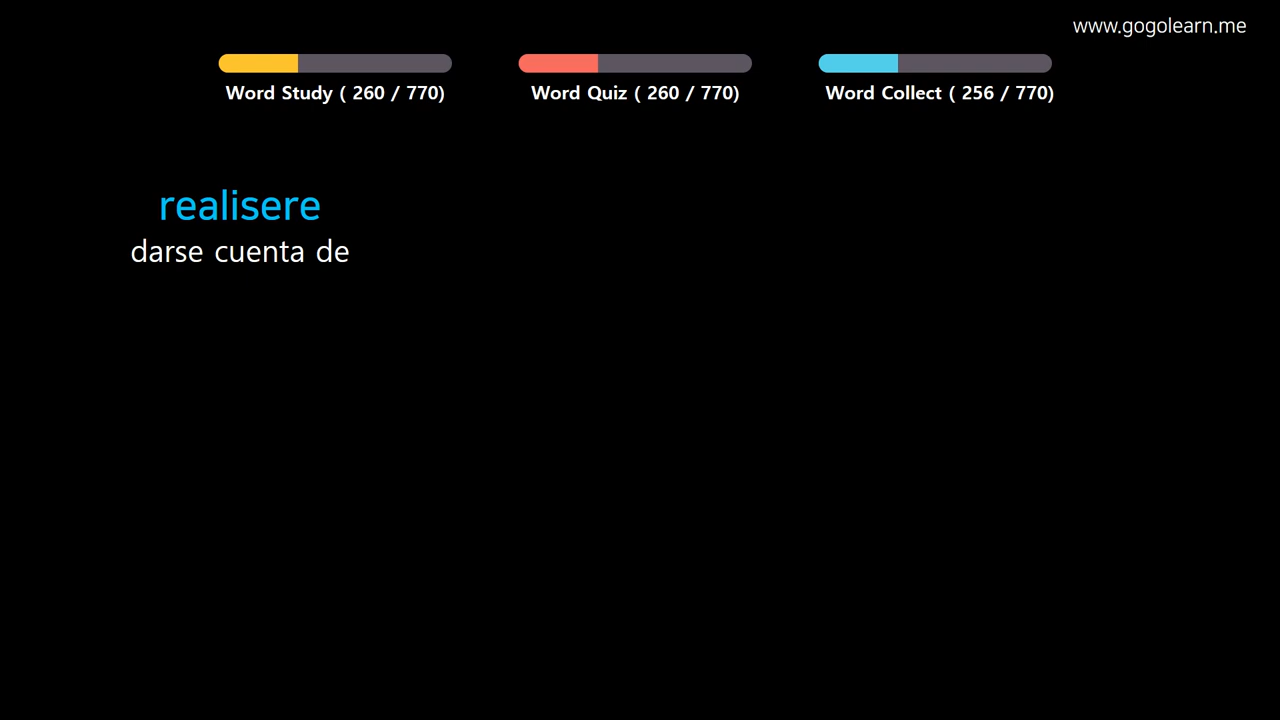 www.gogolearn.me
Word Study ( 260 / 770)
Word Quiz ( 260 / 770)
Word Collect ( 256 / 770)
realisere
darse cuenta de